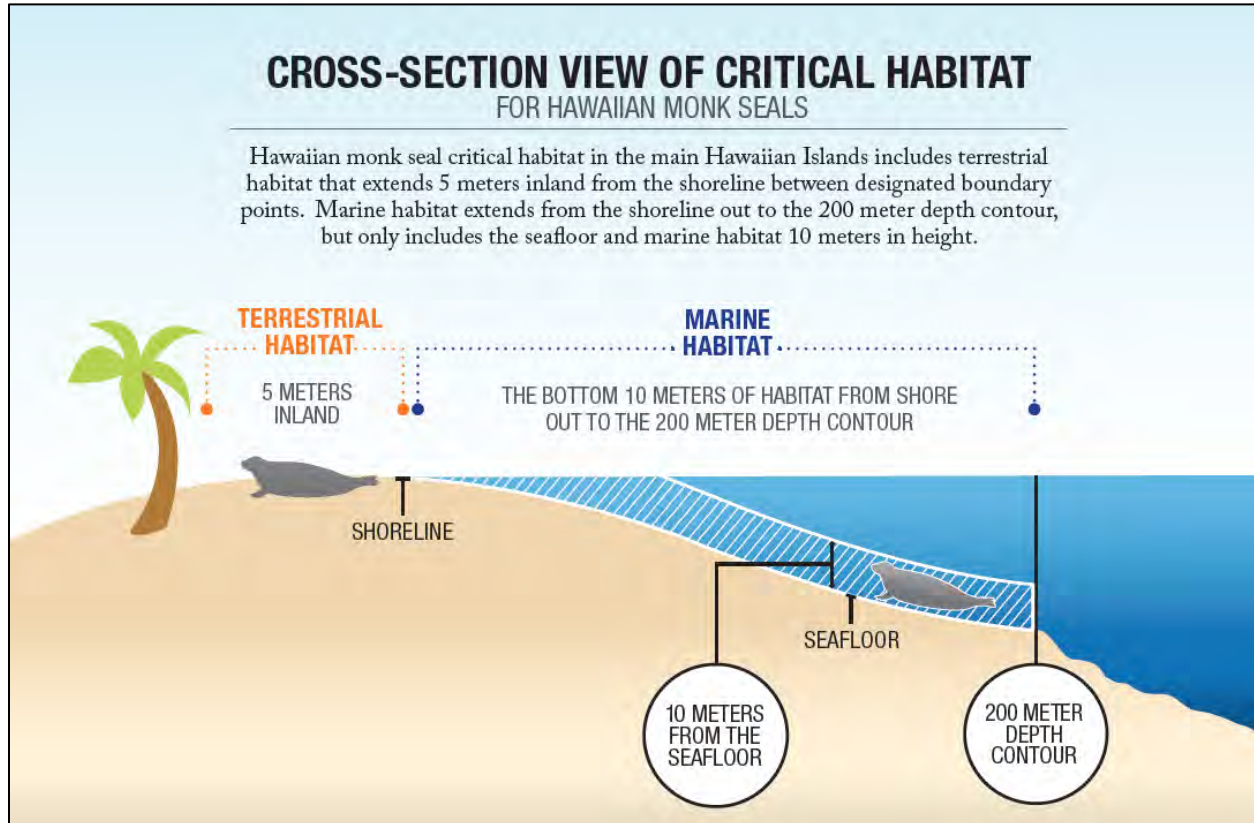 CROSS-SECTION VIEW OF CRITICAL HABITAT
FOR HAWAIIAN MONK SEALS
Hawaiian monk seal critical habitat in the main Hawaiian Islands includes terrestrial
habitat that extends 5 meters inland from the shoreline between designated boundary
points. Marine habitat extends from the shoreline out to the 200 meter depth contour,
but only includes the seafloor and marine habitat 10 meters in height.
TERRESTRIAL
HABITAT
5 METERS
INLAND
MARINE
HABITAT
THE BOTTOM 10 METERS OF HABITAT FROM SHORE
OUT TO THE 200 METER DEPTH CONTOUR
SHORELINE
SEAFLOOR
10 METERS
FROM THE
SEAFLOOR
200 METER
DEPTH
CONTOUR